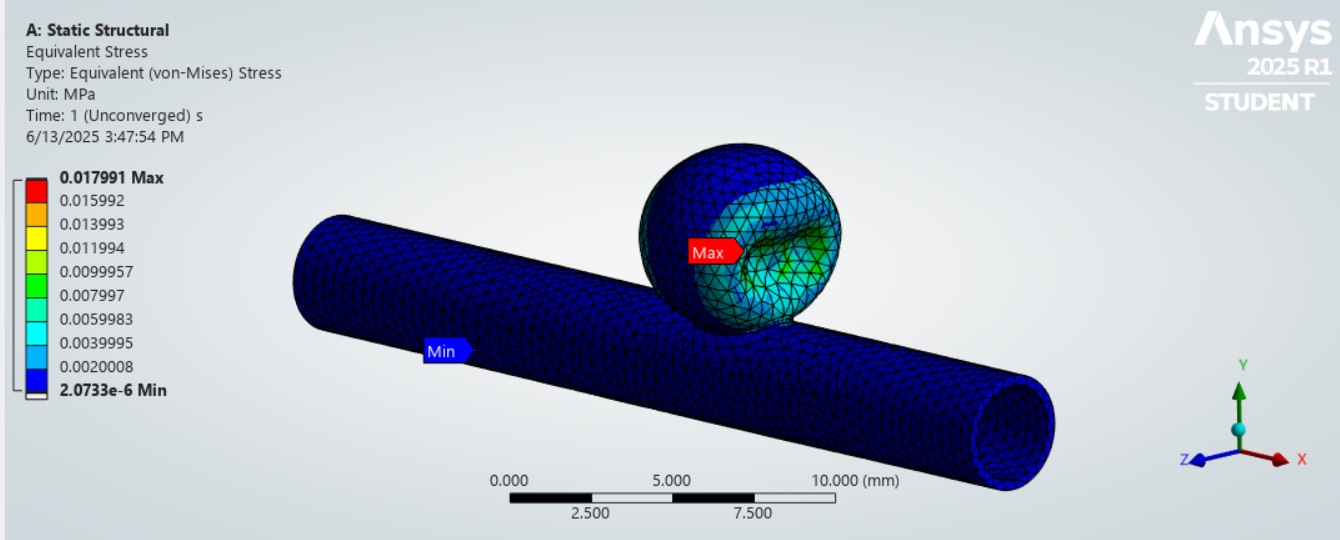 A: Static Structural
Equivalent Stress
Type: Equivalent (von-Mises) Stress
Unit: MPa
Time: 1 (Unconverged) s
6/13/2025 3:47:54 PM
0.017991 Max
0.015992
0.013993
0.011994
0.0099957
0.007997
0.0059983
0.0039995
0.0020008
2.0733e-6 Min
Ansys
2025 R1
STUDENT
Max
Min
0.000 5.000 10.000 (mm)
2.500 7.500
Y
Z X